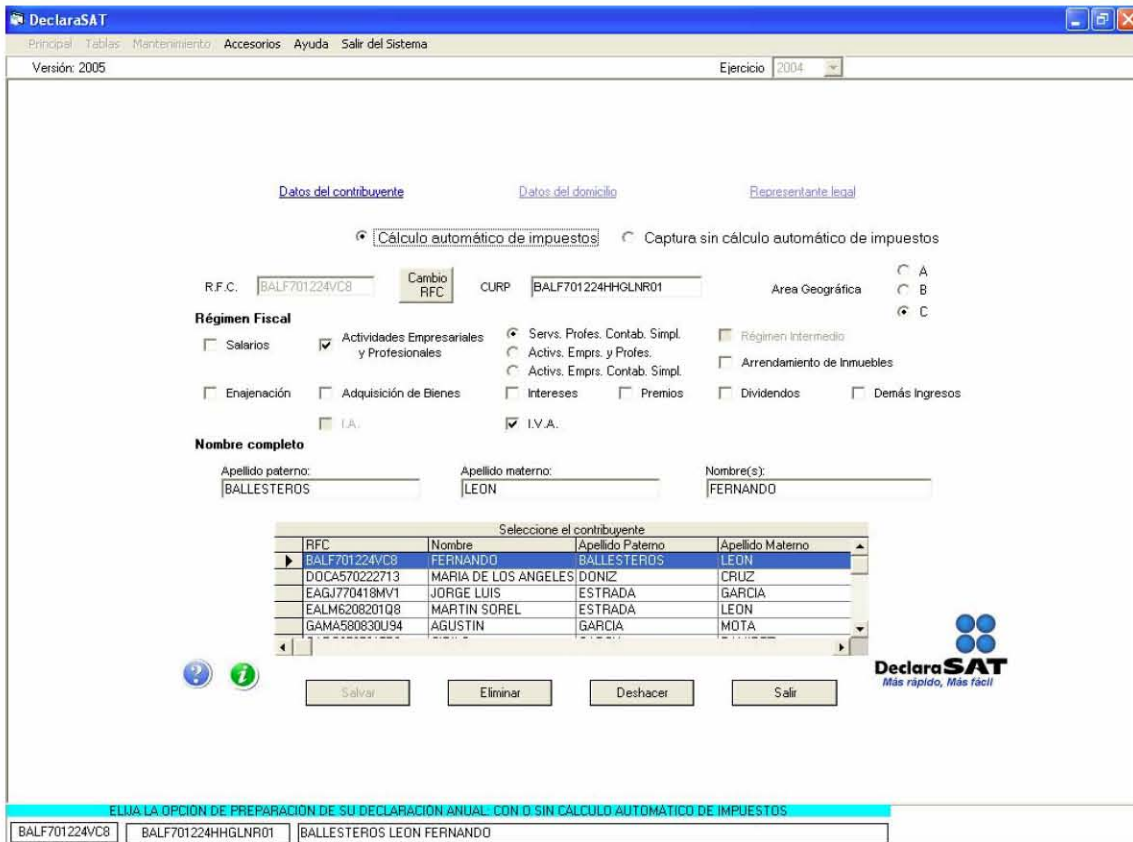 DeclaraSAT
Principal Tablas Mantenimiento Accesorios Ayuda Salir del Sistema
Versión: 2005 Ejercicio 2004
Datos del contribuyente Datos del domicilio Representante legal
Cálculo automático de impuestos Captura sin cálculo automático de impuestos
R.F.C. BALF701224VC8 Cambio RFC CURP BALF701224HHGLNR01 Area Geográfica
A
B
C
Régimen Fiscal
Salarios Actividades Empresariales y Profesionales
Servs. Profes. Contab. Simpl.
Activs. Emprs. y Profes.
Activs. Emprs. Contab. Simpl.
Régimen Intermedio
Arrendamiento de Inmuebles
Enajenación Adquisición de Bienes Intereses Premios Dividendos Demás Ingresos
I.A. I.V.A.
Nombre completo
Apellido paterno: Apellido materno: Nombre(s):
BALLESTEROS LEON FERNANDO
Seleccione el contribuyente
RFC Nombre Apellido Paterno Apellido Materno
BALF701224VC8 FERNANDO BALLESTEROS LEON
DOCA570222713 MARIA DE LOS ANGELES DONIZ CRUZ
EAGJ770418MV1 JORGE LUIS ESTRADA GARCIA
EALM6208201Q8 MARTIN SOREL ESTRADA LEON
GAMA580830U94 AGUSTIN GARCIA MOTA
DeclaraSAT
Más rápido, Más fácil
Salvar Eliminar Deshacer Salir
ELIJA LA OPCIÓN DE PREPARACIÓN DE SU DECLARACIÓN ANUAL: CON O SIN CÁLCULO AUTOMÁTICO DE IMPUESTOS
BALF701224VC8 BALF701224HHGLNR01 BALLESTEROS LEON FERNANDO